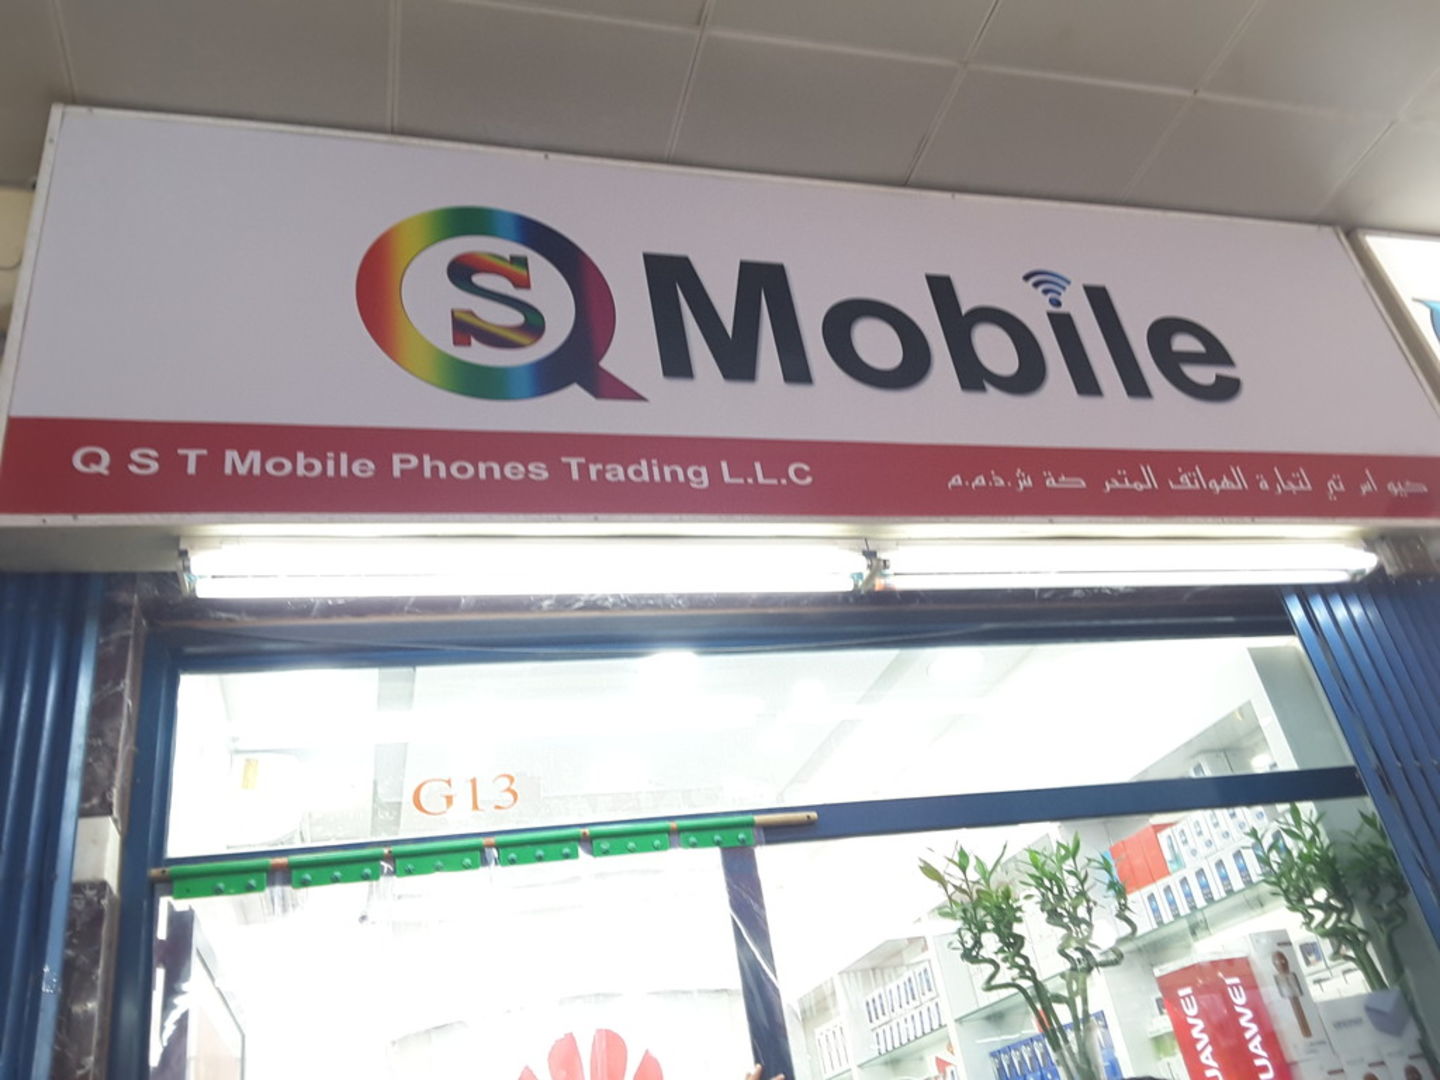 QS Mobile
Q S T Mobile Phones Trading L.L.C
كيو اس تي لتجارة الهواتف المتحركة ش.ذ.م.م
G13
HUAWEI
HUAWEI